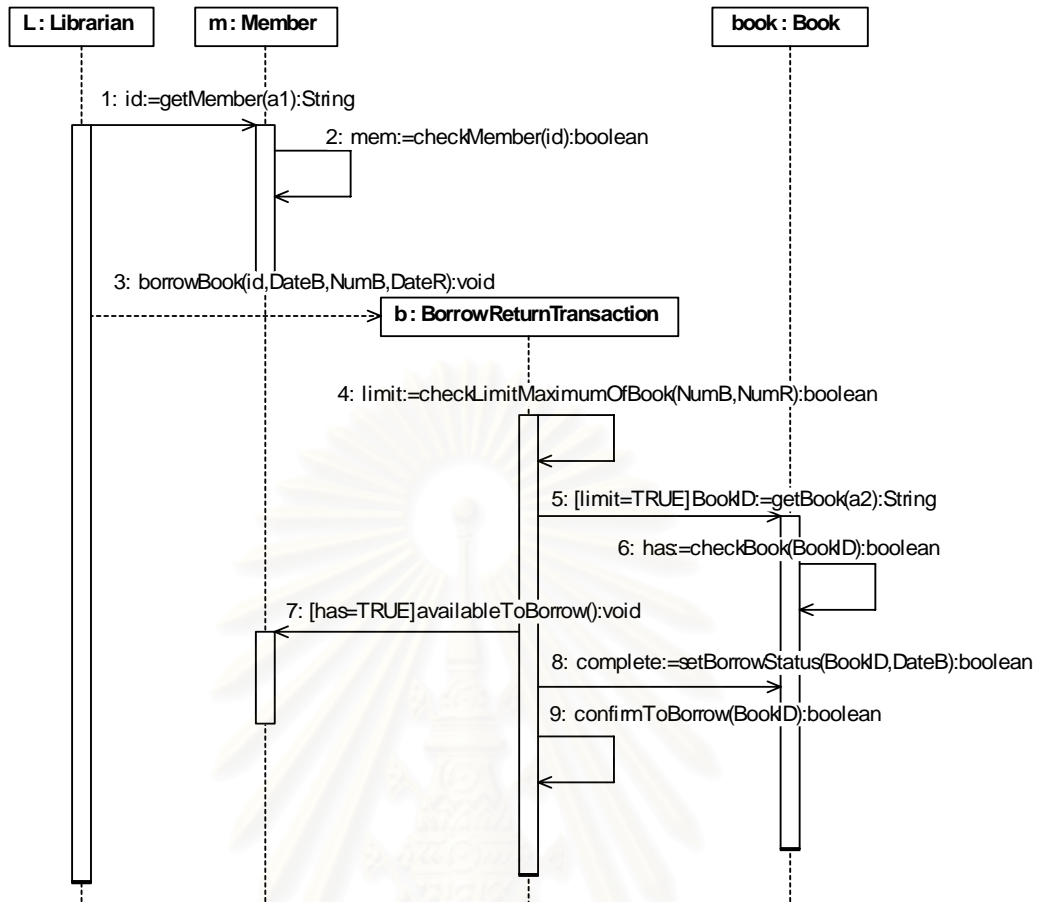 L : Librarian
m : Member
book : Book
1: id:=getMember(a1):String
2: mem:=checkMember(id):boolean
3: borrowBook(id,DateB,NumB,DateR):void
b : BorrowReturnTransaction
4: limit:=checkLimitMaximumOfBook(NumB,NumR):boolean
5: [limit=TRUE]BookID:=getBook(a2):String
6: has:=checkBook(BookID):boolean
7: [has=TRUE]availableToBorrow():void
8: complete:=setBorrowStatus(BookID,DateB):boolean
9: confirmToBorrow(BookID):boolean